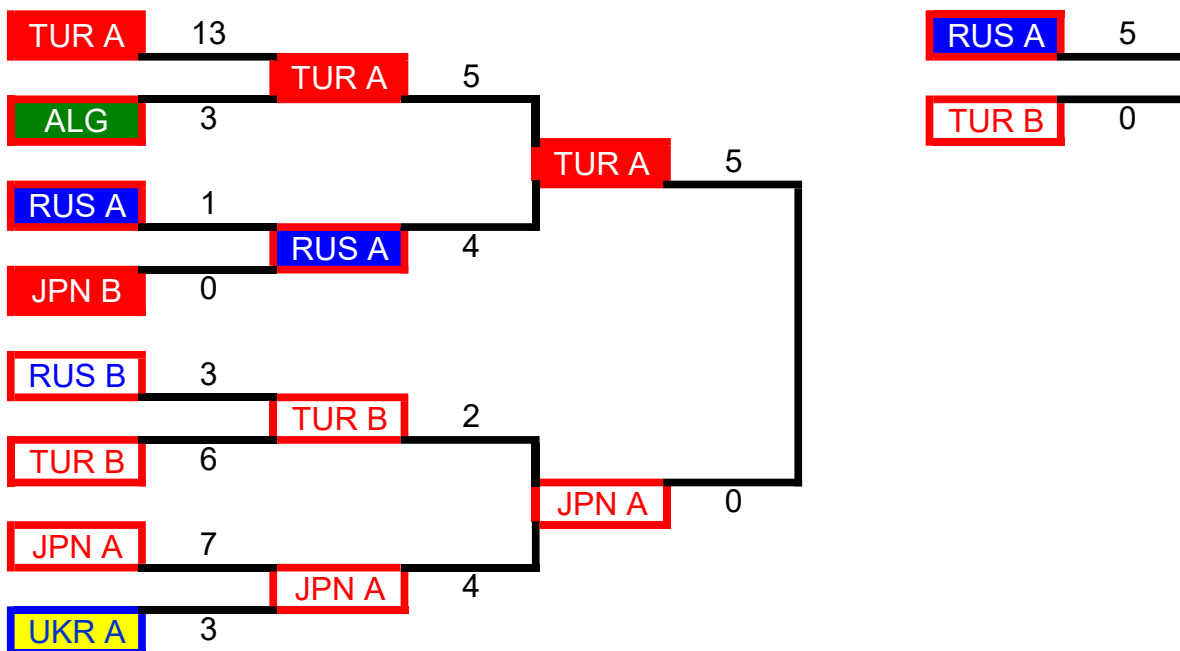 TUR A 13
RUS A 5
TUR A 5
ALG 3
TUR B 0
TUR A 5
RUS A 1
RUS A 4
JPN B 0
RUS B 3
TUR B 2
TUR B 6
JPN A 0
JPN A 7
JPN A 4
UKR A 3